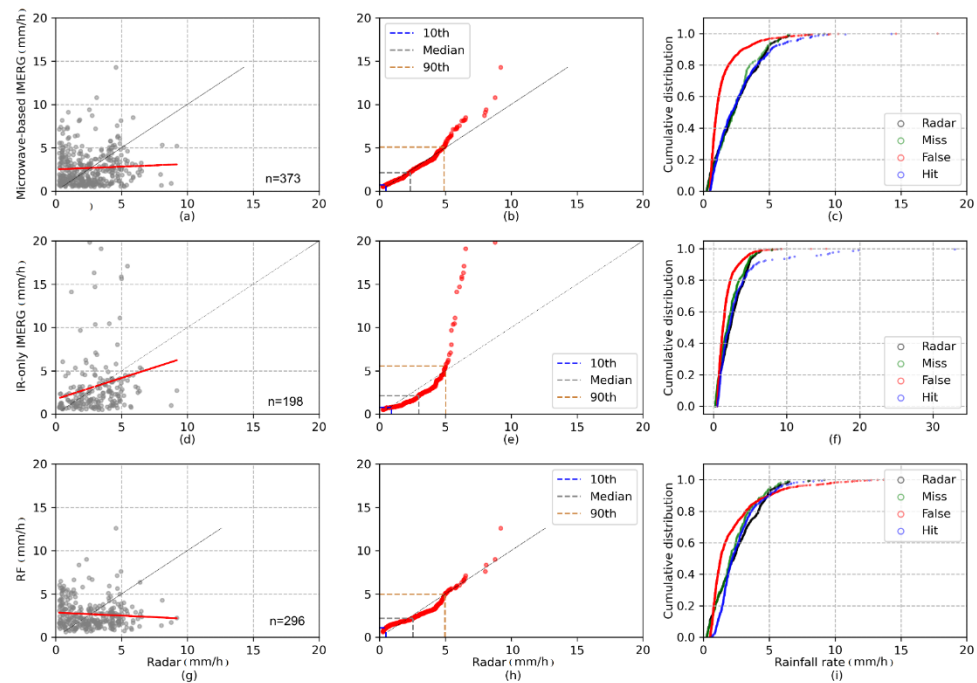 Microwave-based IMERG (mm/h)
20
15
10
5
0
n=373
)
5
10
15
20
(a)
20
15
10
5
0
10th
Median
90th
0
5
10
15
20
(b)
Cumulative distribution
1.0
0.8
0.6
0.4
0.2
0.0
Radar
Miss
False
Hit
0
5
10
15
20
(c)
IR-only IMERG (mm/h)
20
15
10
5
0
n=198
0
5
10
15
20
(d)
20
15
10
5
0
10th
Median
90th
0
5
10
15
20
(e)
Cumulative distribution
1.0
0.8
0.6
0.4
0.2
0.0
Radar
Miss
False
Hit
0
10
20
30
(f)
RF (mm/h)
20
15
10
5
0
n=296
0
5
10
15
20
Radar (mm/h)
(g)
20
15
10
5
0
10th
Median
90th
0
5
10
15
20
Radar (mm/h)
(h)
Cumulative distribution
1.0
0.8
0.6
0.4
0.2
0.0
Radar
Miss
False
Hit
0
5
10
15
20
Rainfall rate (mm/h)
(i)